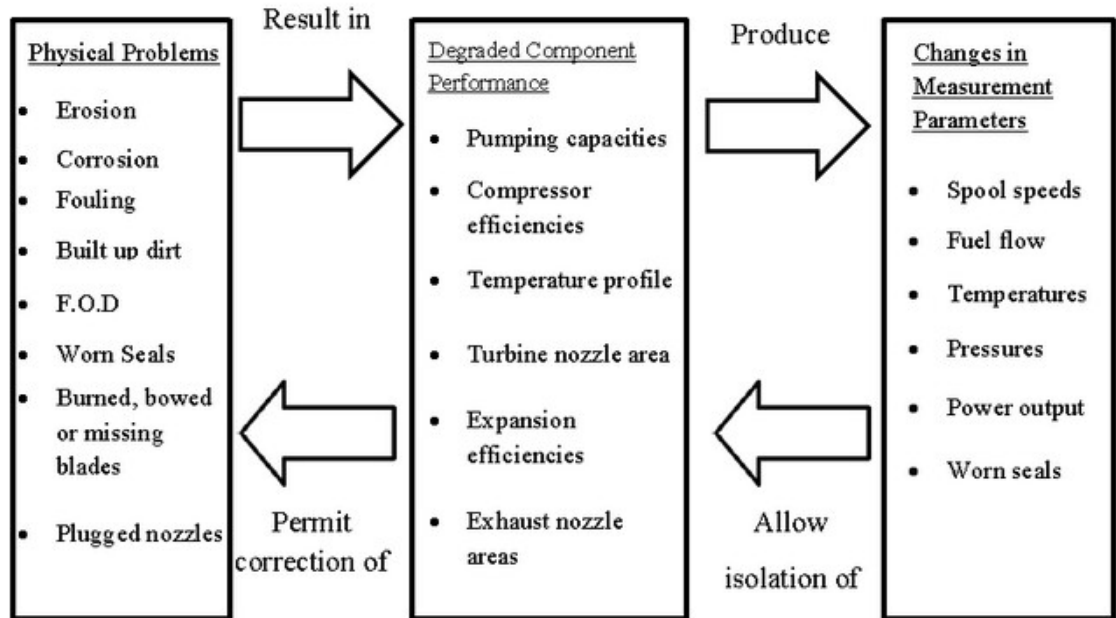 Physical Problems
• Erosion
• Corrosion
• Fouling
• Built up dirt
• F.O.D
• Worn Seals
• Burned, bowed
or missing
blades
• Plugged nozzles
Result in
Permit
correction of
Degraded Component
Performance
• Pumping capacities
• Compressor
efficiencies
• Temperature profile
• Turbine nozzle area
• Expansion
efficiencies
• Exhaust nozzle
areas
Produce
Allow
isolation of
Changes in
Measurement
Parameters
• Spool speeds
• Fuel flow
• Temperatures
• Pressures
• Power output
• Worn seals